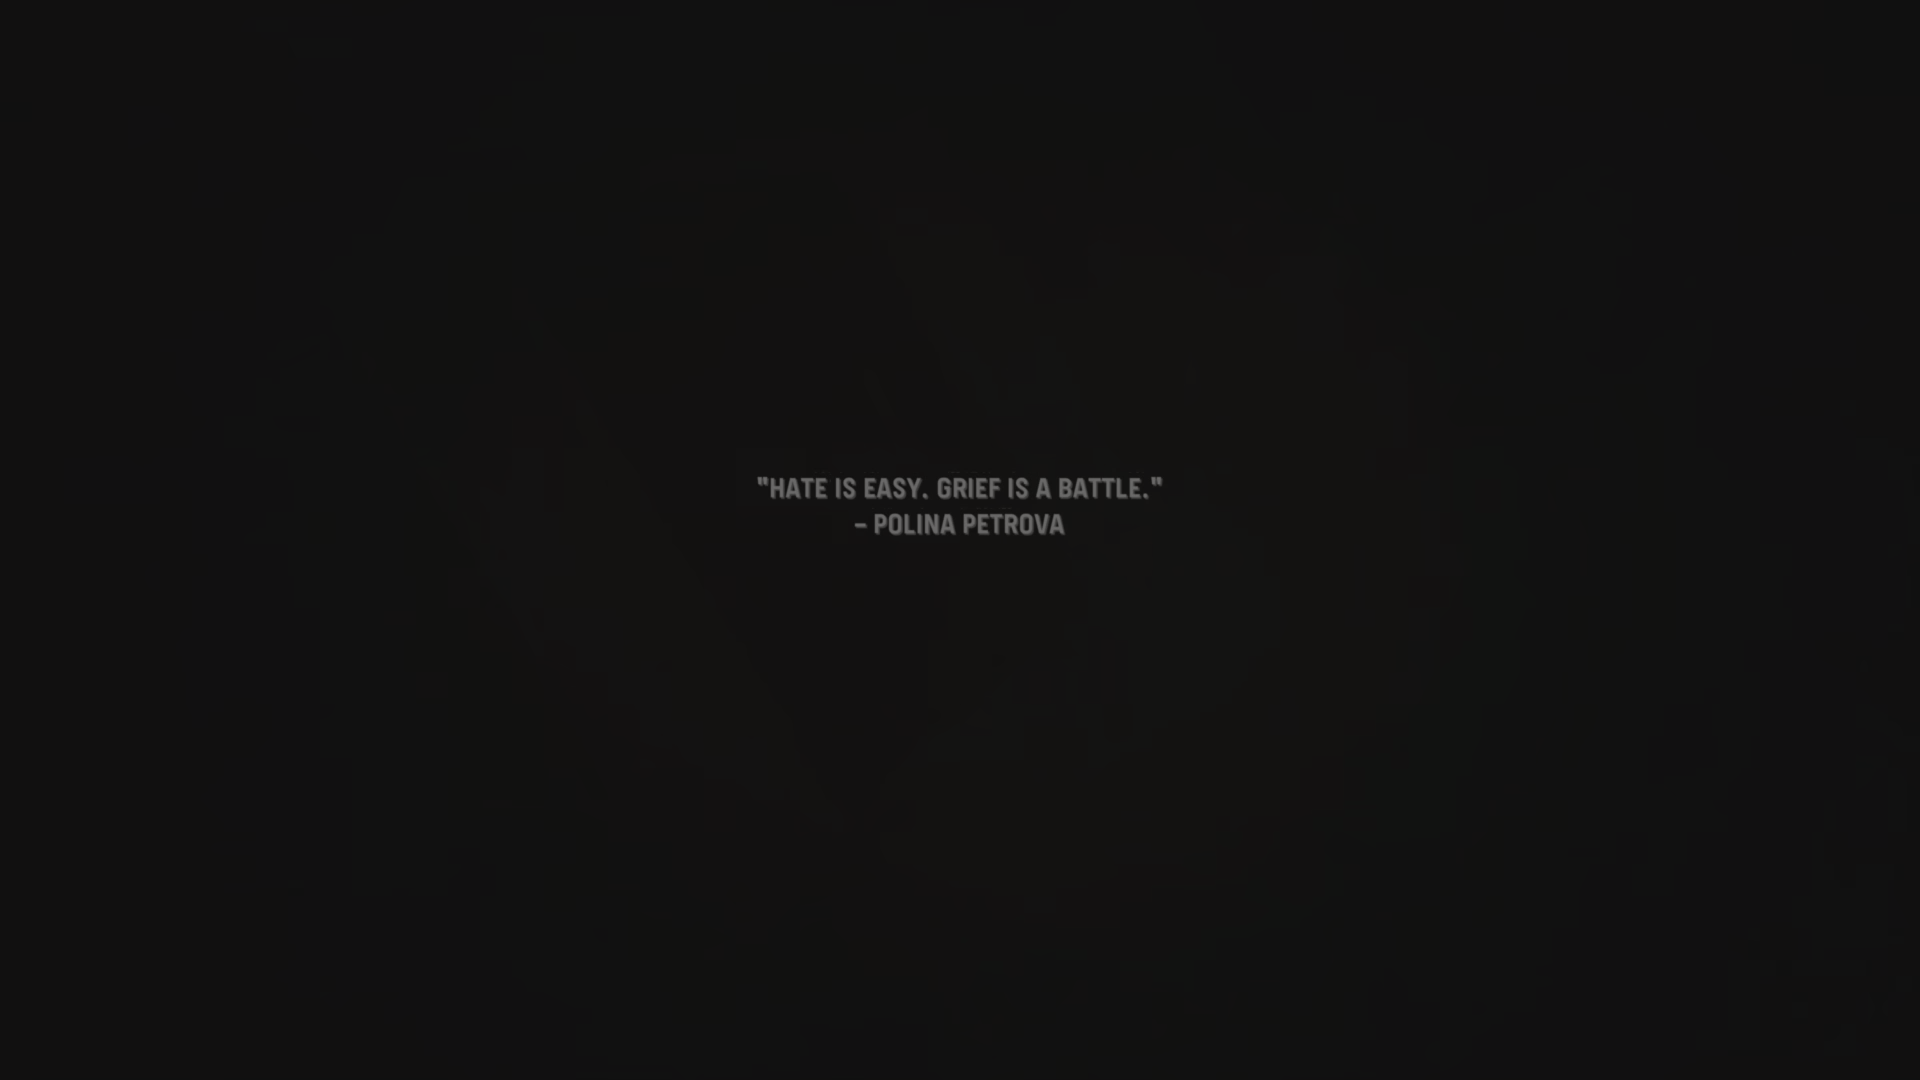 "HATE IS EASY. GRIEF IS A BATTLE."
– POLINA PETROVA